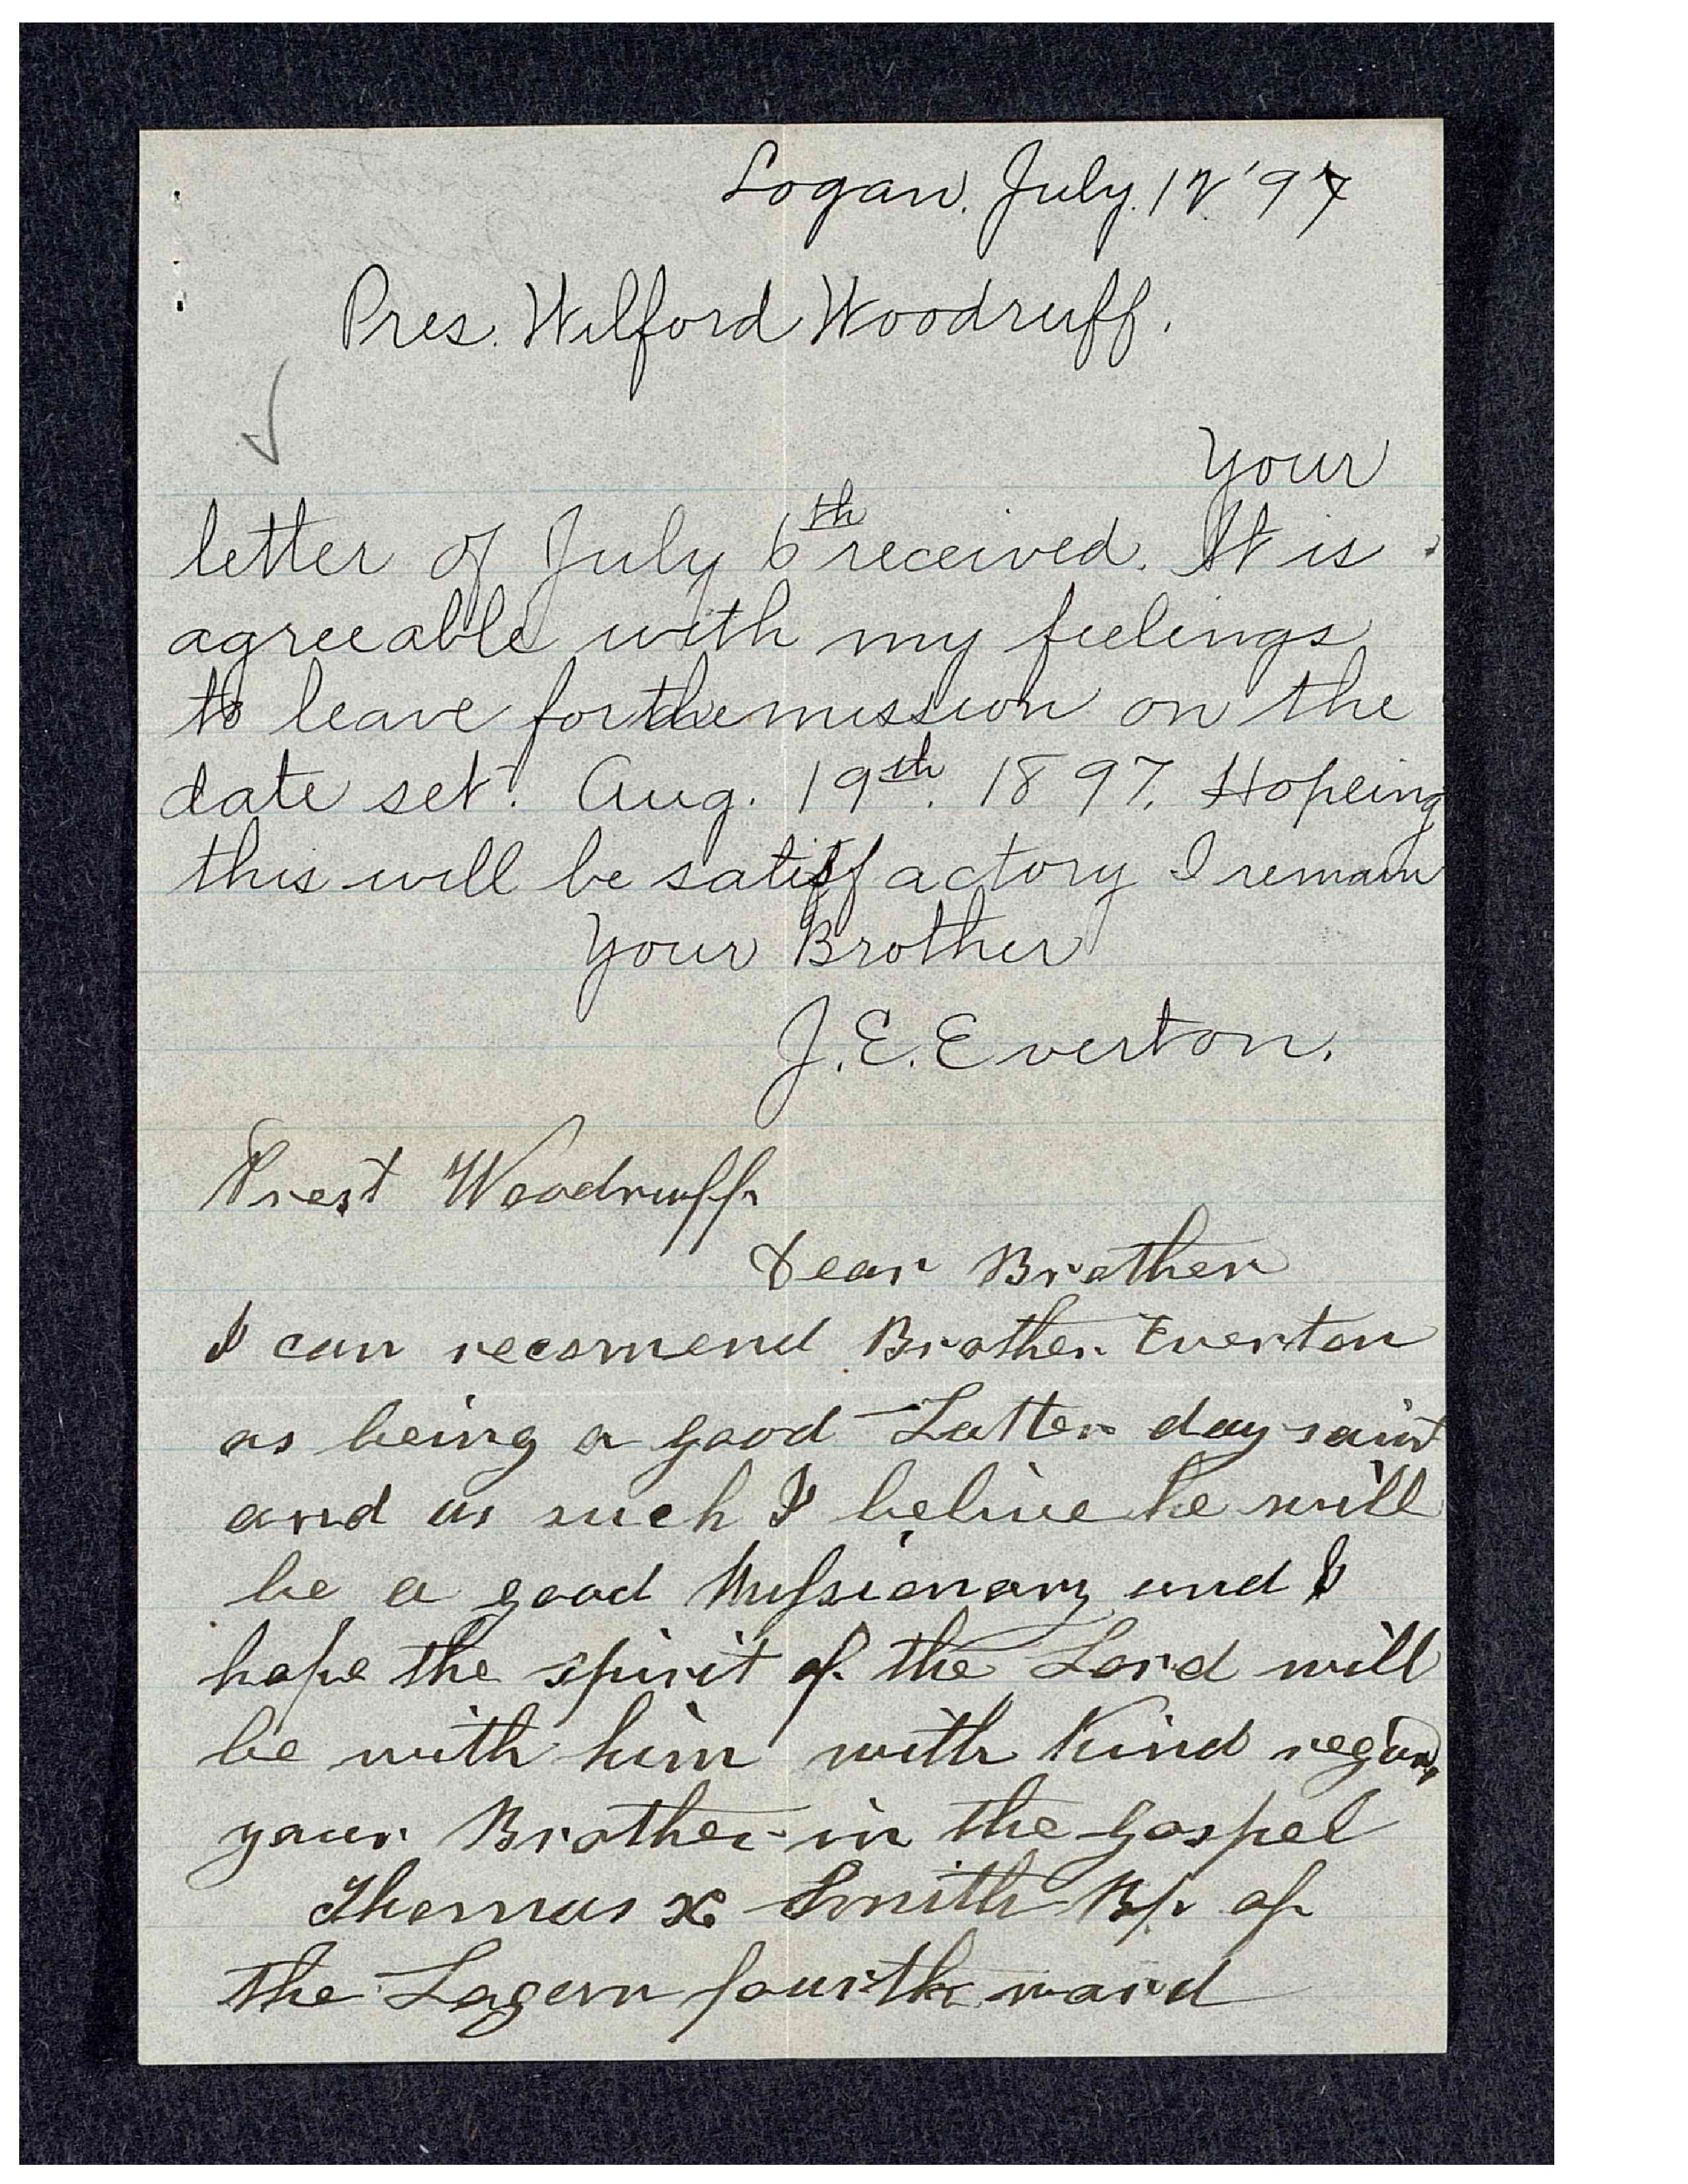 Logan. July. 12 '97
Pres. Wilford Woodruff.
Your
letter of July 6th received. It is
agreeable with my feelings
to leave for the mission on the
date set. Aug. 19th. 1897. Hopeing
this will be satisfactory I remain
Your Brother
J. E. Everton.
Prest Woodruff
Dear Brother
I can recomend Brother Everton
as being a good Latter day saint
and as such I belive he will
be a good Missionary and I
hope the spirit of the Lord will
be with him with Kind regards
your Brother in the gospel
Thomas X Smith Bp of
the Logan fourth ward